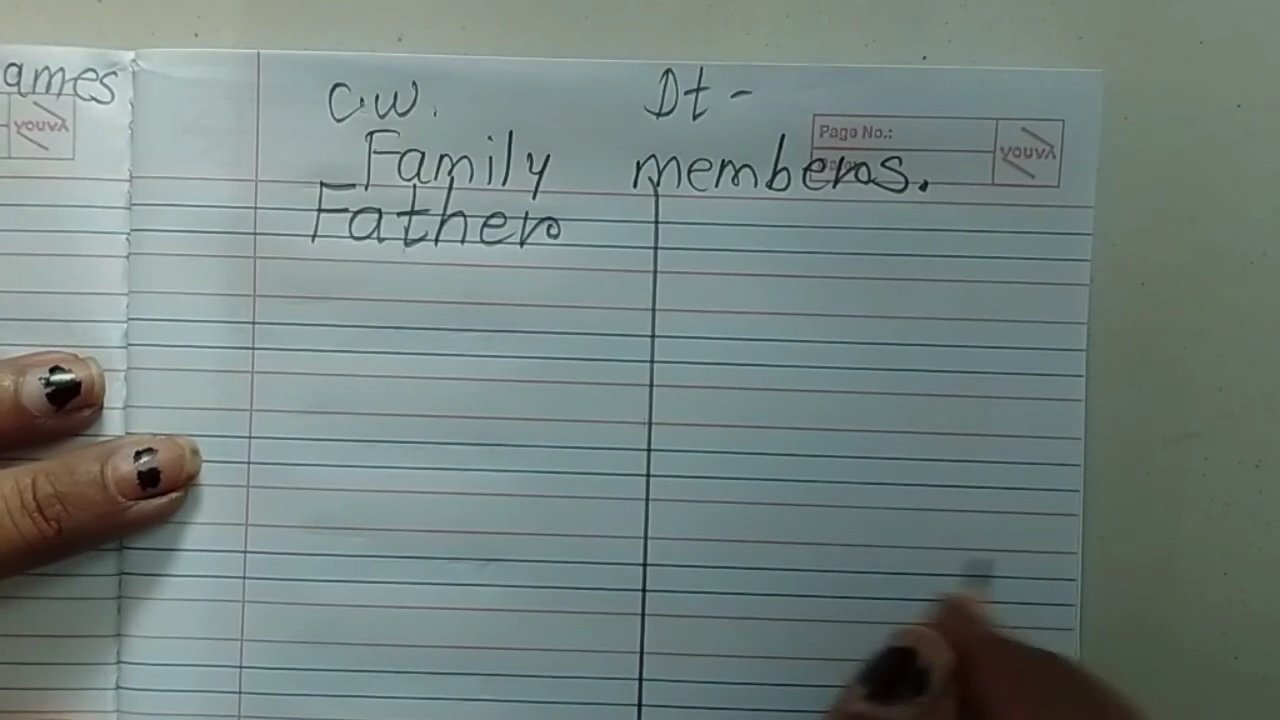 ames
YOUVA
C.W. Dt -
Page No.:
YOUVA
Family members.
Father